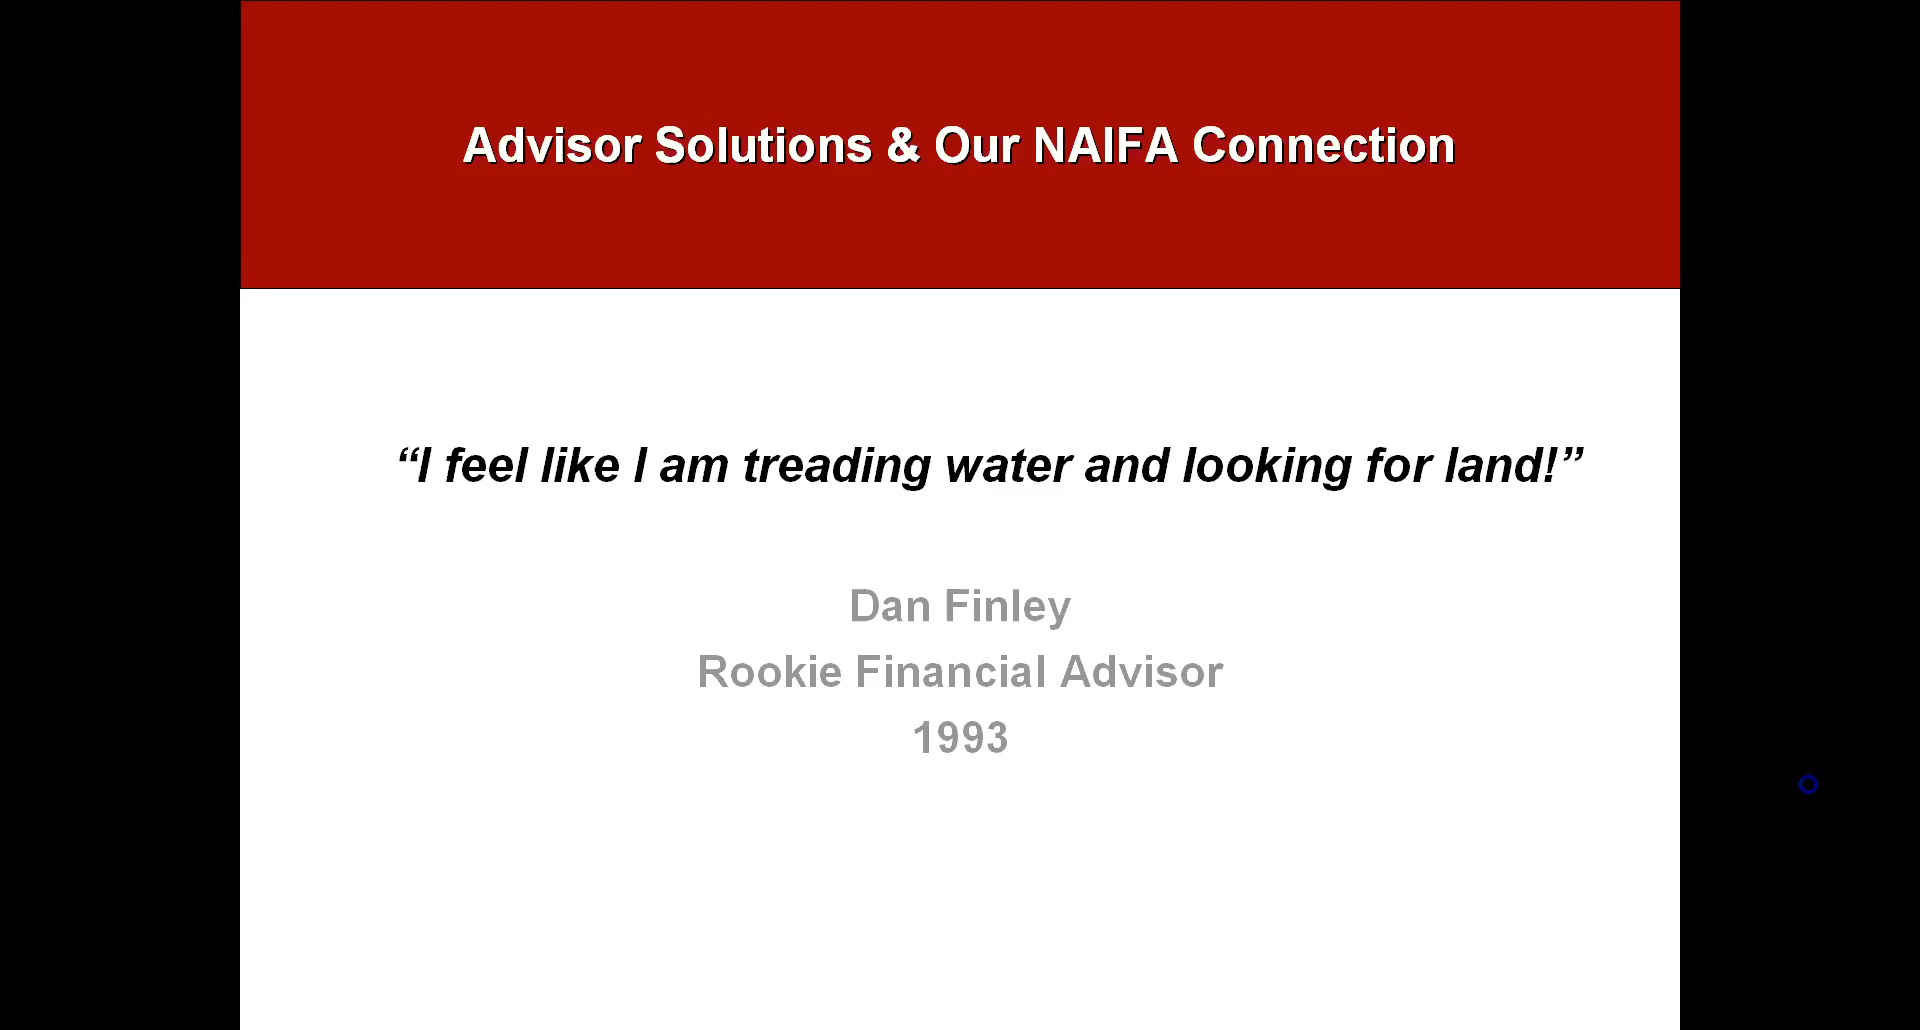 Advisor Solutions & Our NAIFA Connection
“I feel like I am treading water and looking for land!”
Dan Finley
Rookie Financial Advisor
1993